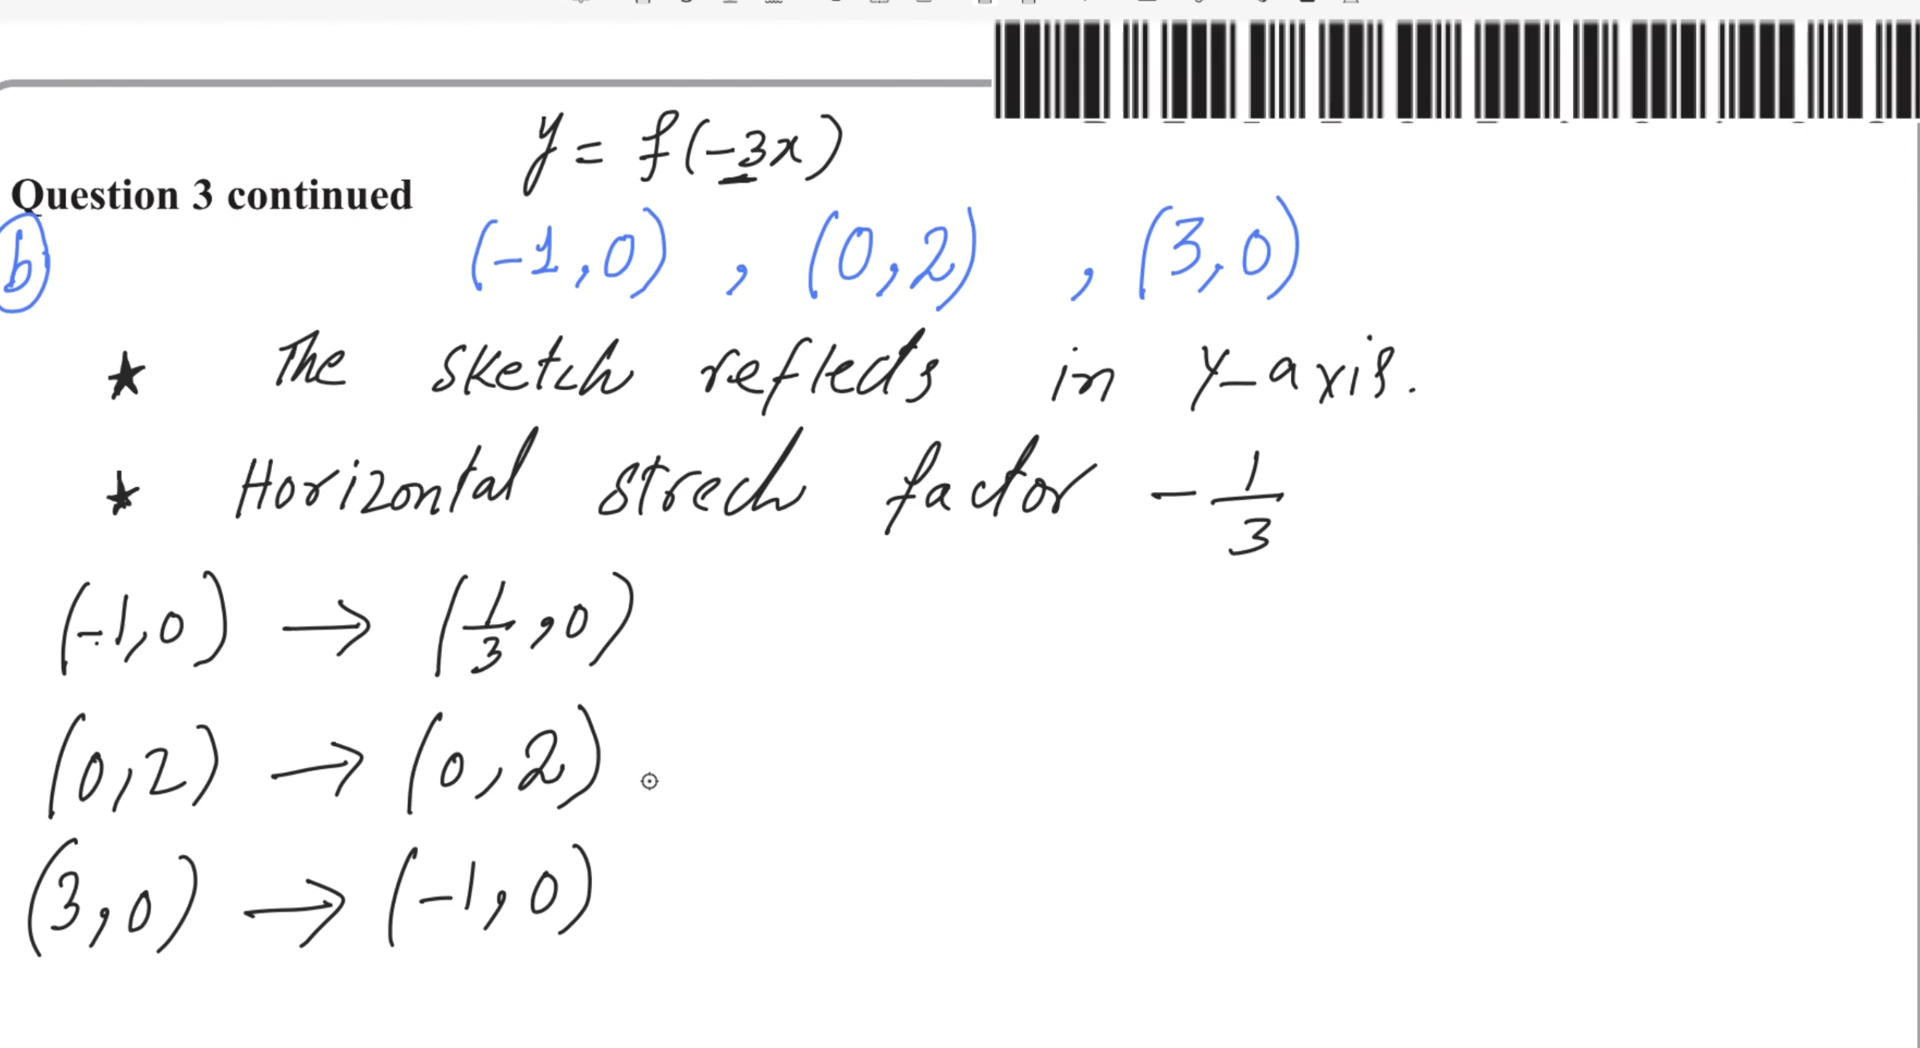 y = f(-3x)
Question 3 continued
b (-1,0) , (0,2) , (3,0)
★ The sketch reflects in y-axis.
★ Horizontal strech factor -1/3
(-1,0) → (1/3,0)
(0,2) → (0,2)
(3,0) → (-1,0)